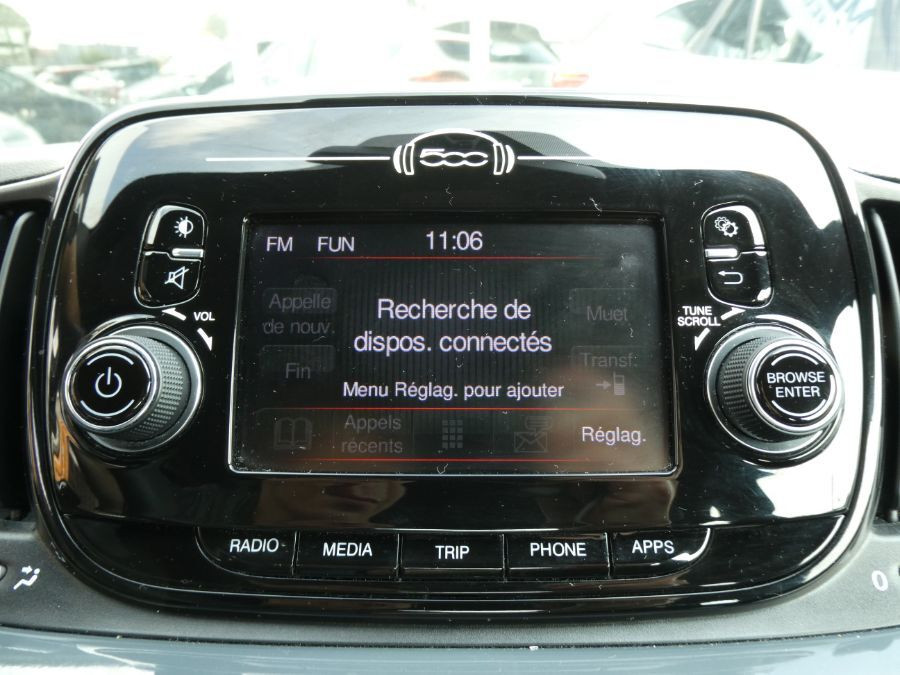 500
FM FUN 11:06
Appelle
de nouv.
Recherche de
dispos. connectés
Muet
Fin
Transf.
Menu Réglag. pour ajouter
Appels
récents
Réglag.
VOL
TUNE
SCROLL
BROWSE
ENTER
RADIO MEDIA TRIP PHONE APPS
0